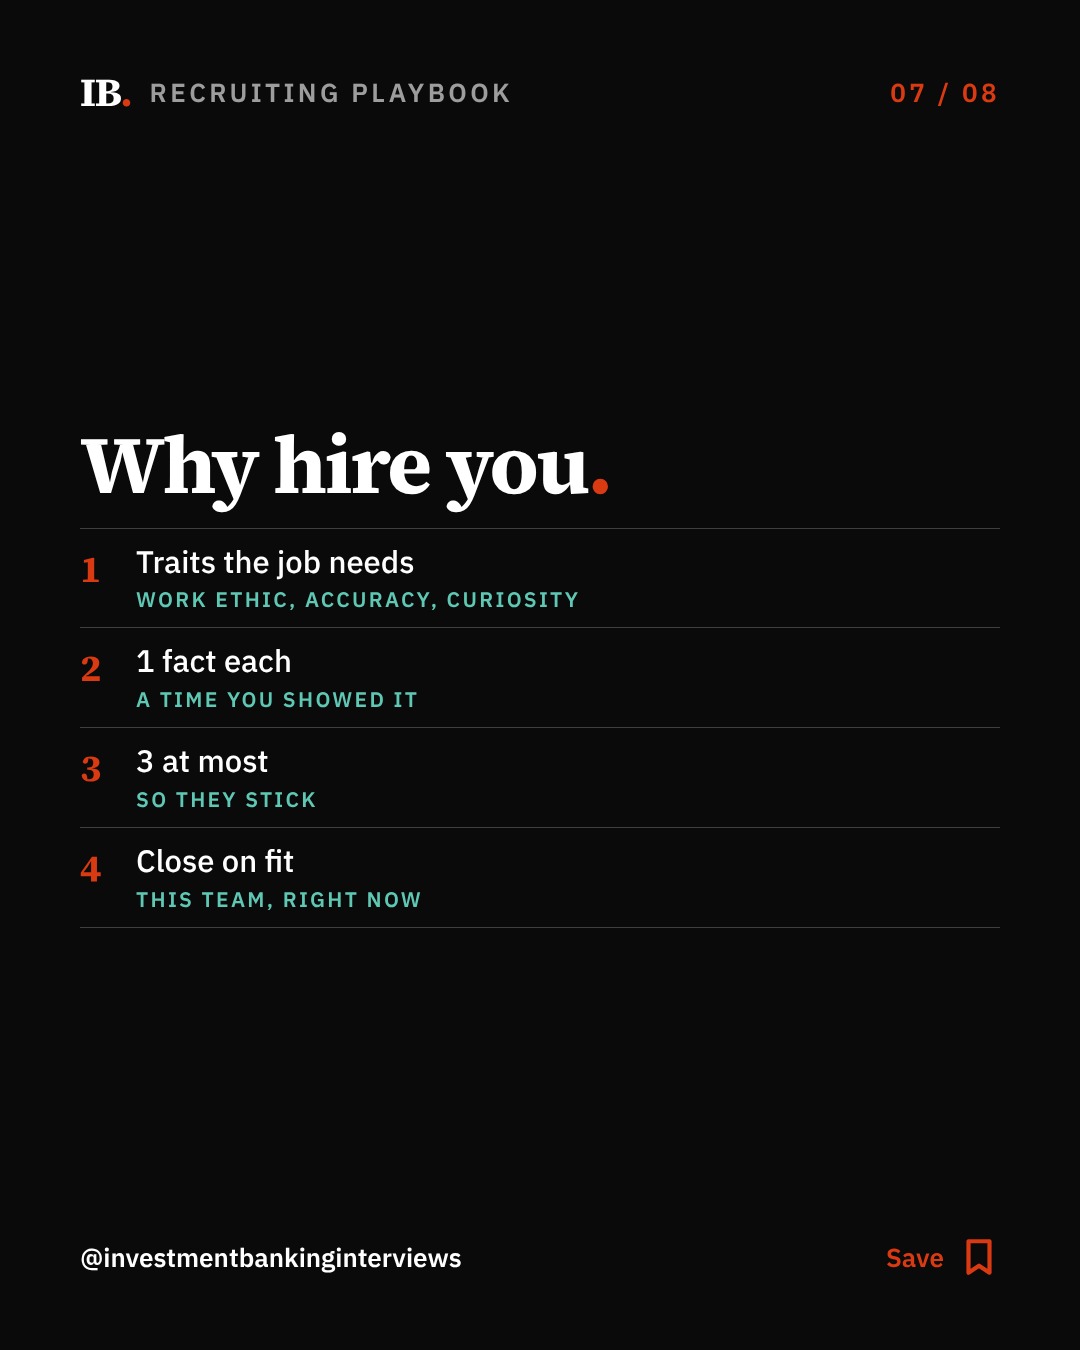 IB. RECRUITING PLAYBOOK
07 / 08
Why hire you.
1 Traits the job needs
WORK ETHIC, ACCURACY, CURIOSITY
2 1 fact each
A TIME YOU SHOWED IT
3 3 at most
SO THEY STICK
4 Close on fit
THIS TEAM, RIGHT NOW
@investmentbankinginterviews
Save